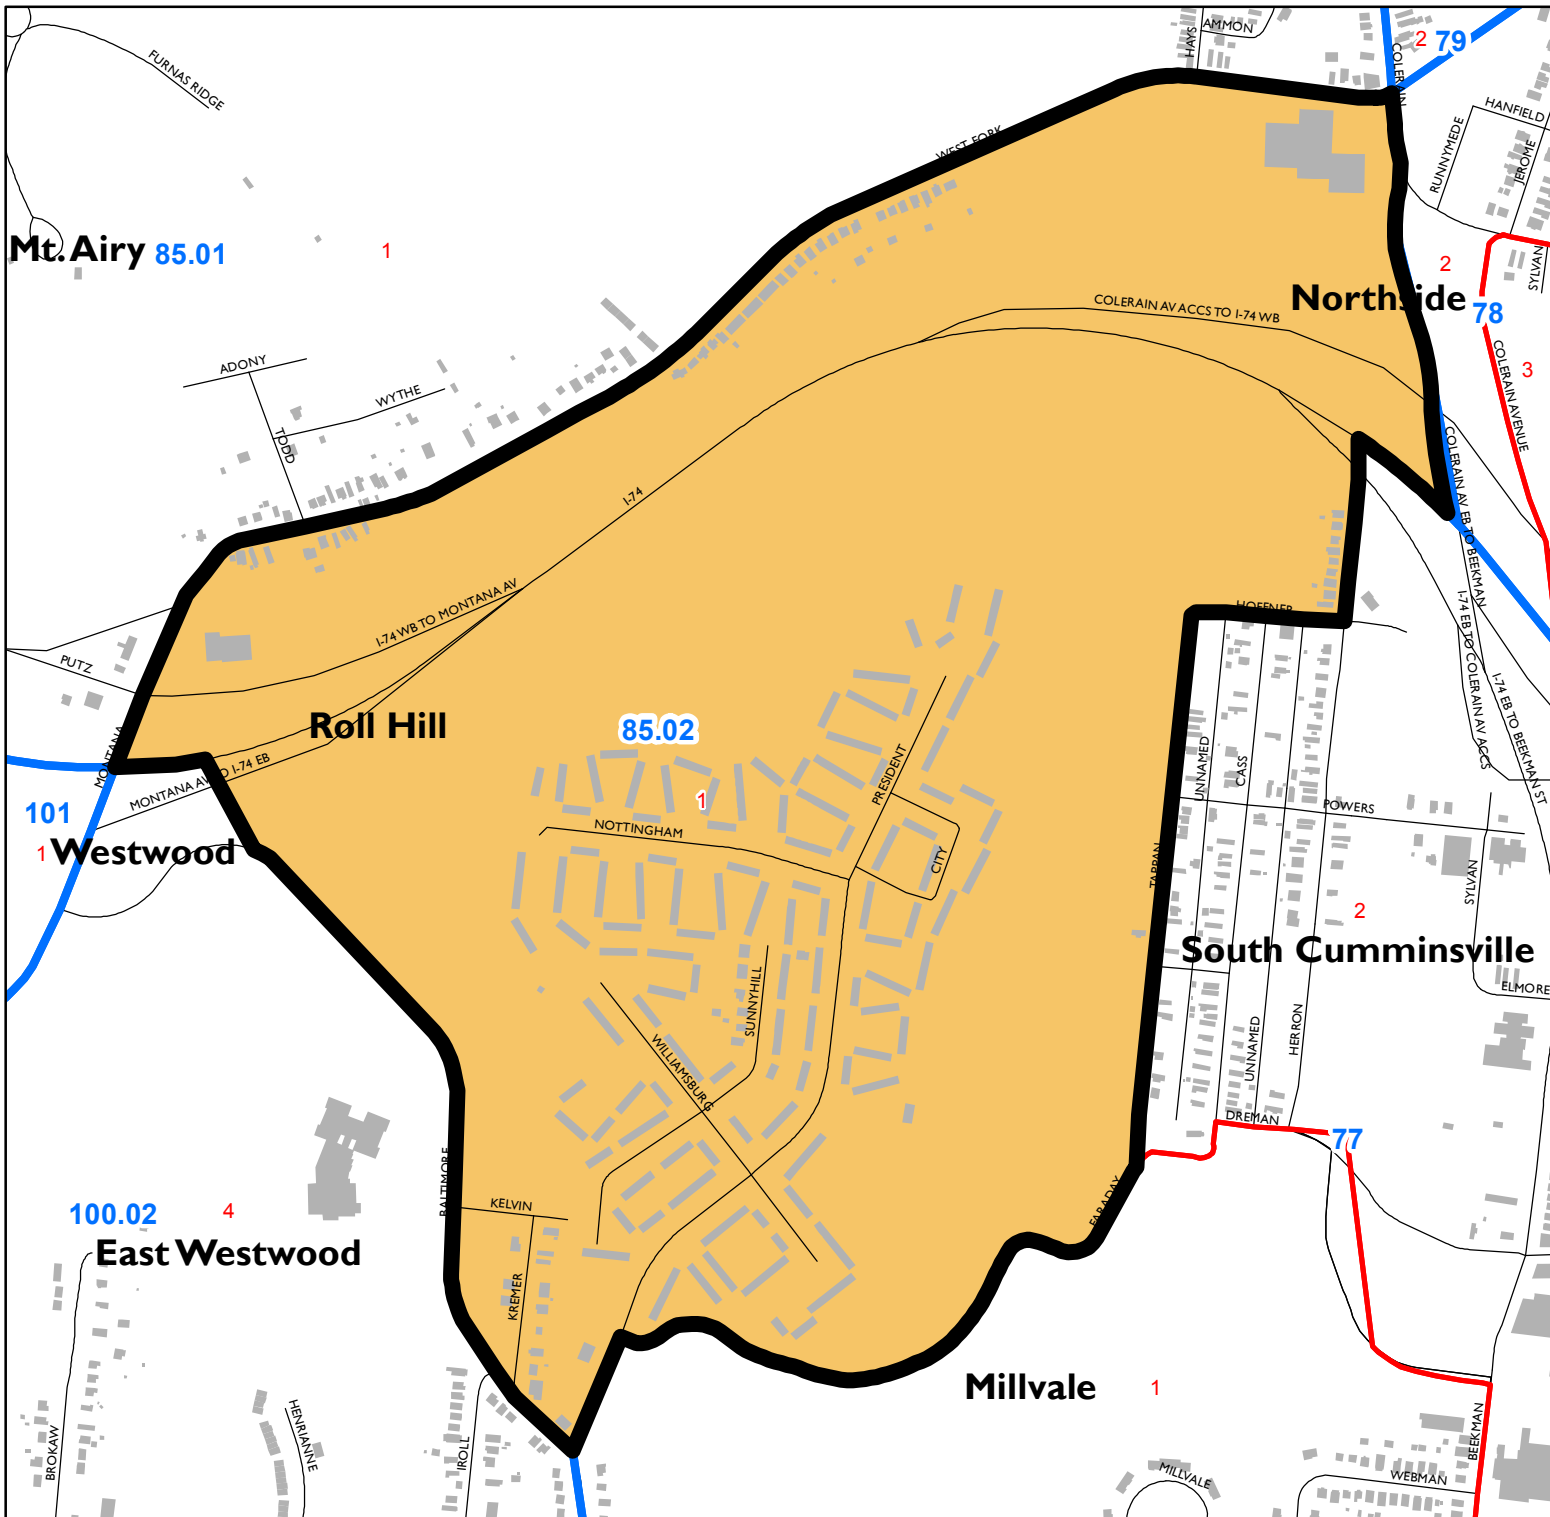 AMMON
HAYS
2
79
COLERAIN
FURNAS RIDGE
HANFIELD
RUNNYMEDE
JEROME
WEST FORK
Mt. Airy
85.01
1
2
SYLVAN
Northside
78
COLERAIN AV ACCS TO I-74 WB
COLERAIN AVENUE
3
ADONY
WYTHE
TODD
I-74
COLERAIN AV EB TO BEEKMAN
I-74 WB TO MONTANA AV
HOFFNER
I-74 EB TO COLERAIN AV ACCS
I-74 EB TO BEEKMAN ST
PUTZ
Roll Hill
85.02
MONTANA
MONTANA AV TO I-74 EB
PRESIDENT
UNNAMED
CASS
1
101
POWERS
NOTTINGHAM
1
Westwood
CITY
TAPPAN
SYLVAN
2
South Cumminsville
ELMORE
SUNNYHILL
WILLIAMSBURG
UNNAMED
HERRON
DREMAN
77
BALTIMORE
KELVIN
FARADAY
100.02
4
East Westwood
KREMER
Millvale
1
HENRIANNE
BROKAW
IROLL
BEEKMAN
MILLVALE
WEBMAN